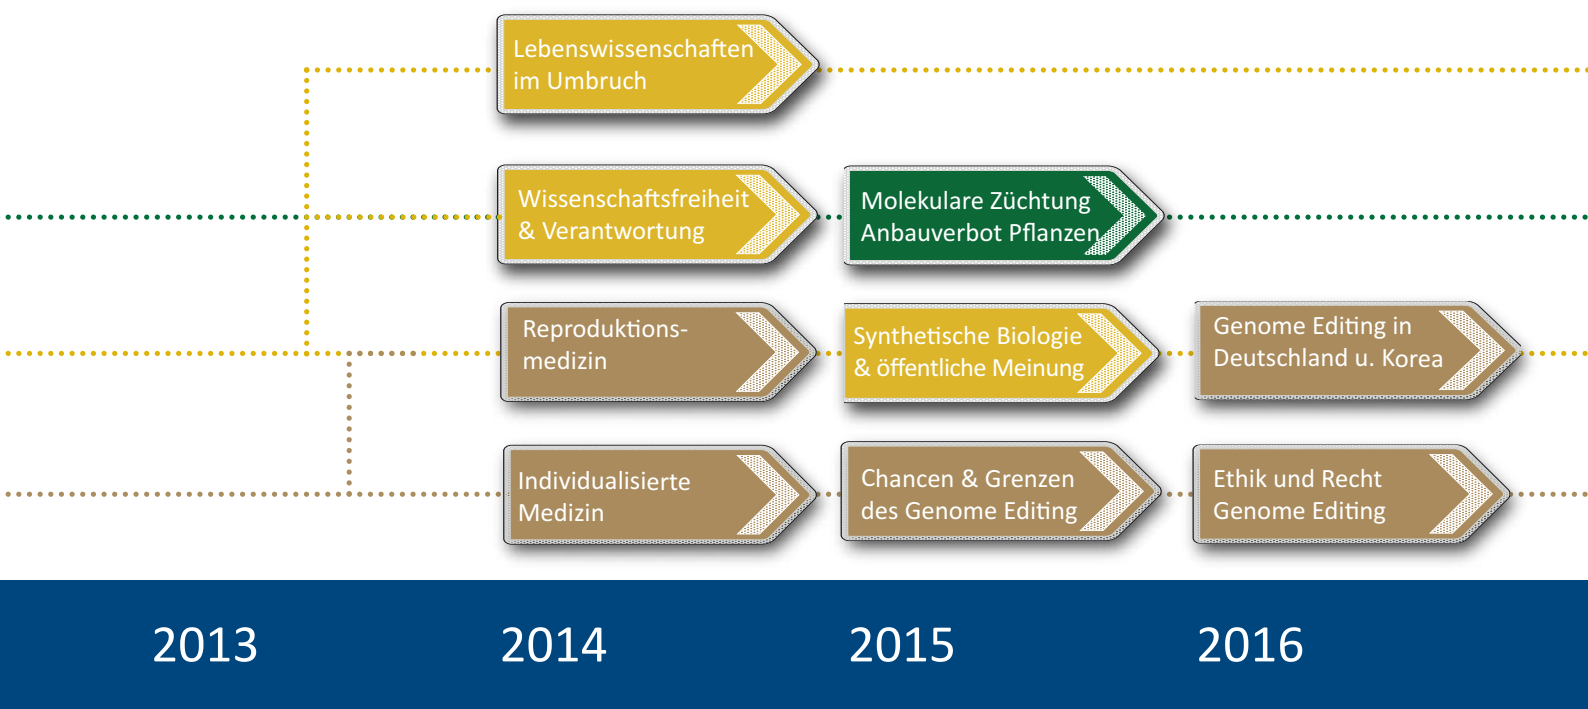 Lebenswissenschaften
im Umbruch
Wissenschaftsfreiheit
& Verantwortung
Molekulare Züchtung
Anbauverbot Pflanzen
Reproduktions-
medizin
Synthetische Biologie
& öffentliche Meinung
Genome Editing in
Deutschland u. Korea
Individualisierte
Medizin
Chancen & Grenzen
des Genome Editing
Ethik und Recht
Genome Editing
2013
2014
2015
2016